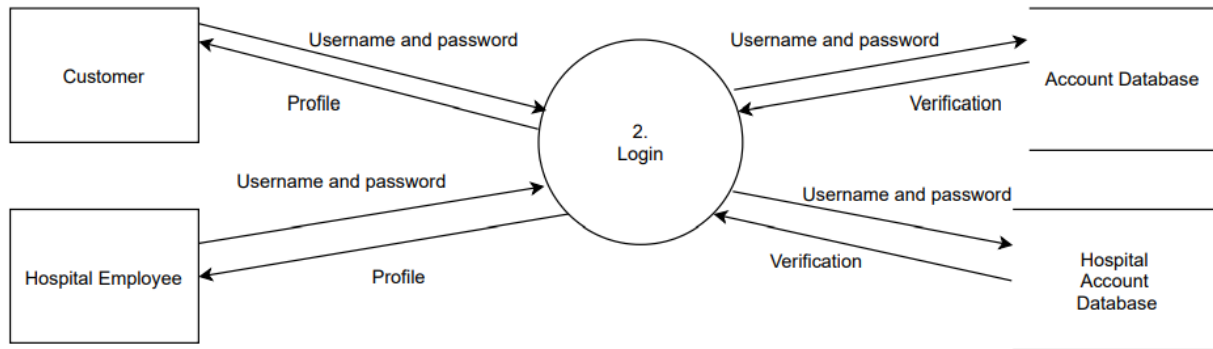 Username and password
Username and password
Customer
Account Database
Profile
Verification
2.
Login
Username and password
Username and password
Hospital Employee
Profile
Verification
Hospital
Account
Database